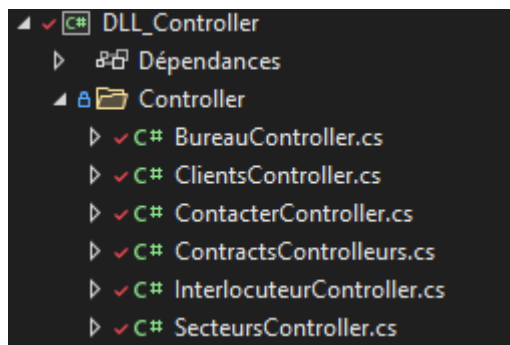 C# DLL_Controller
Dépendances
Controller
C# BureauController.cs
C# ClientsController.cs
C# ContacterController.cs
C# ContractsControlleurs.cs
C# InterlocuteurController.cs
C# SecteursController.cs